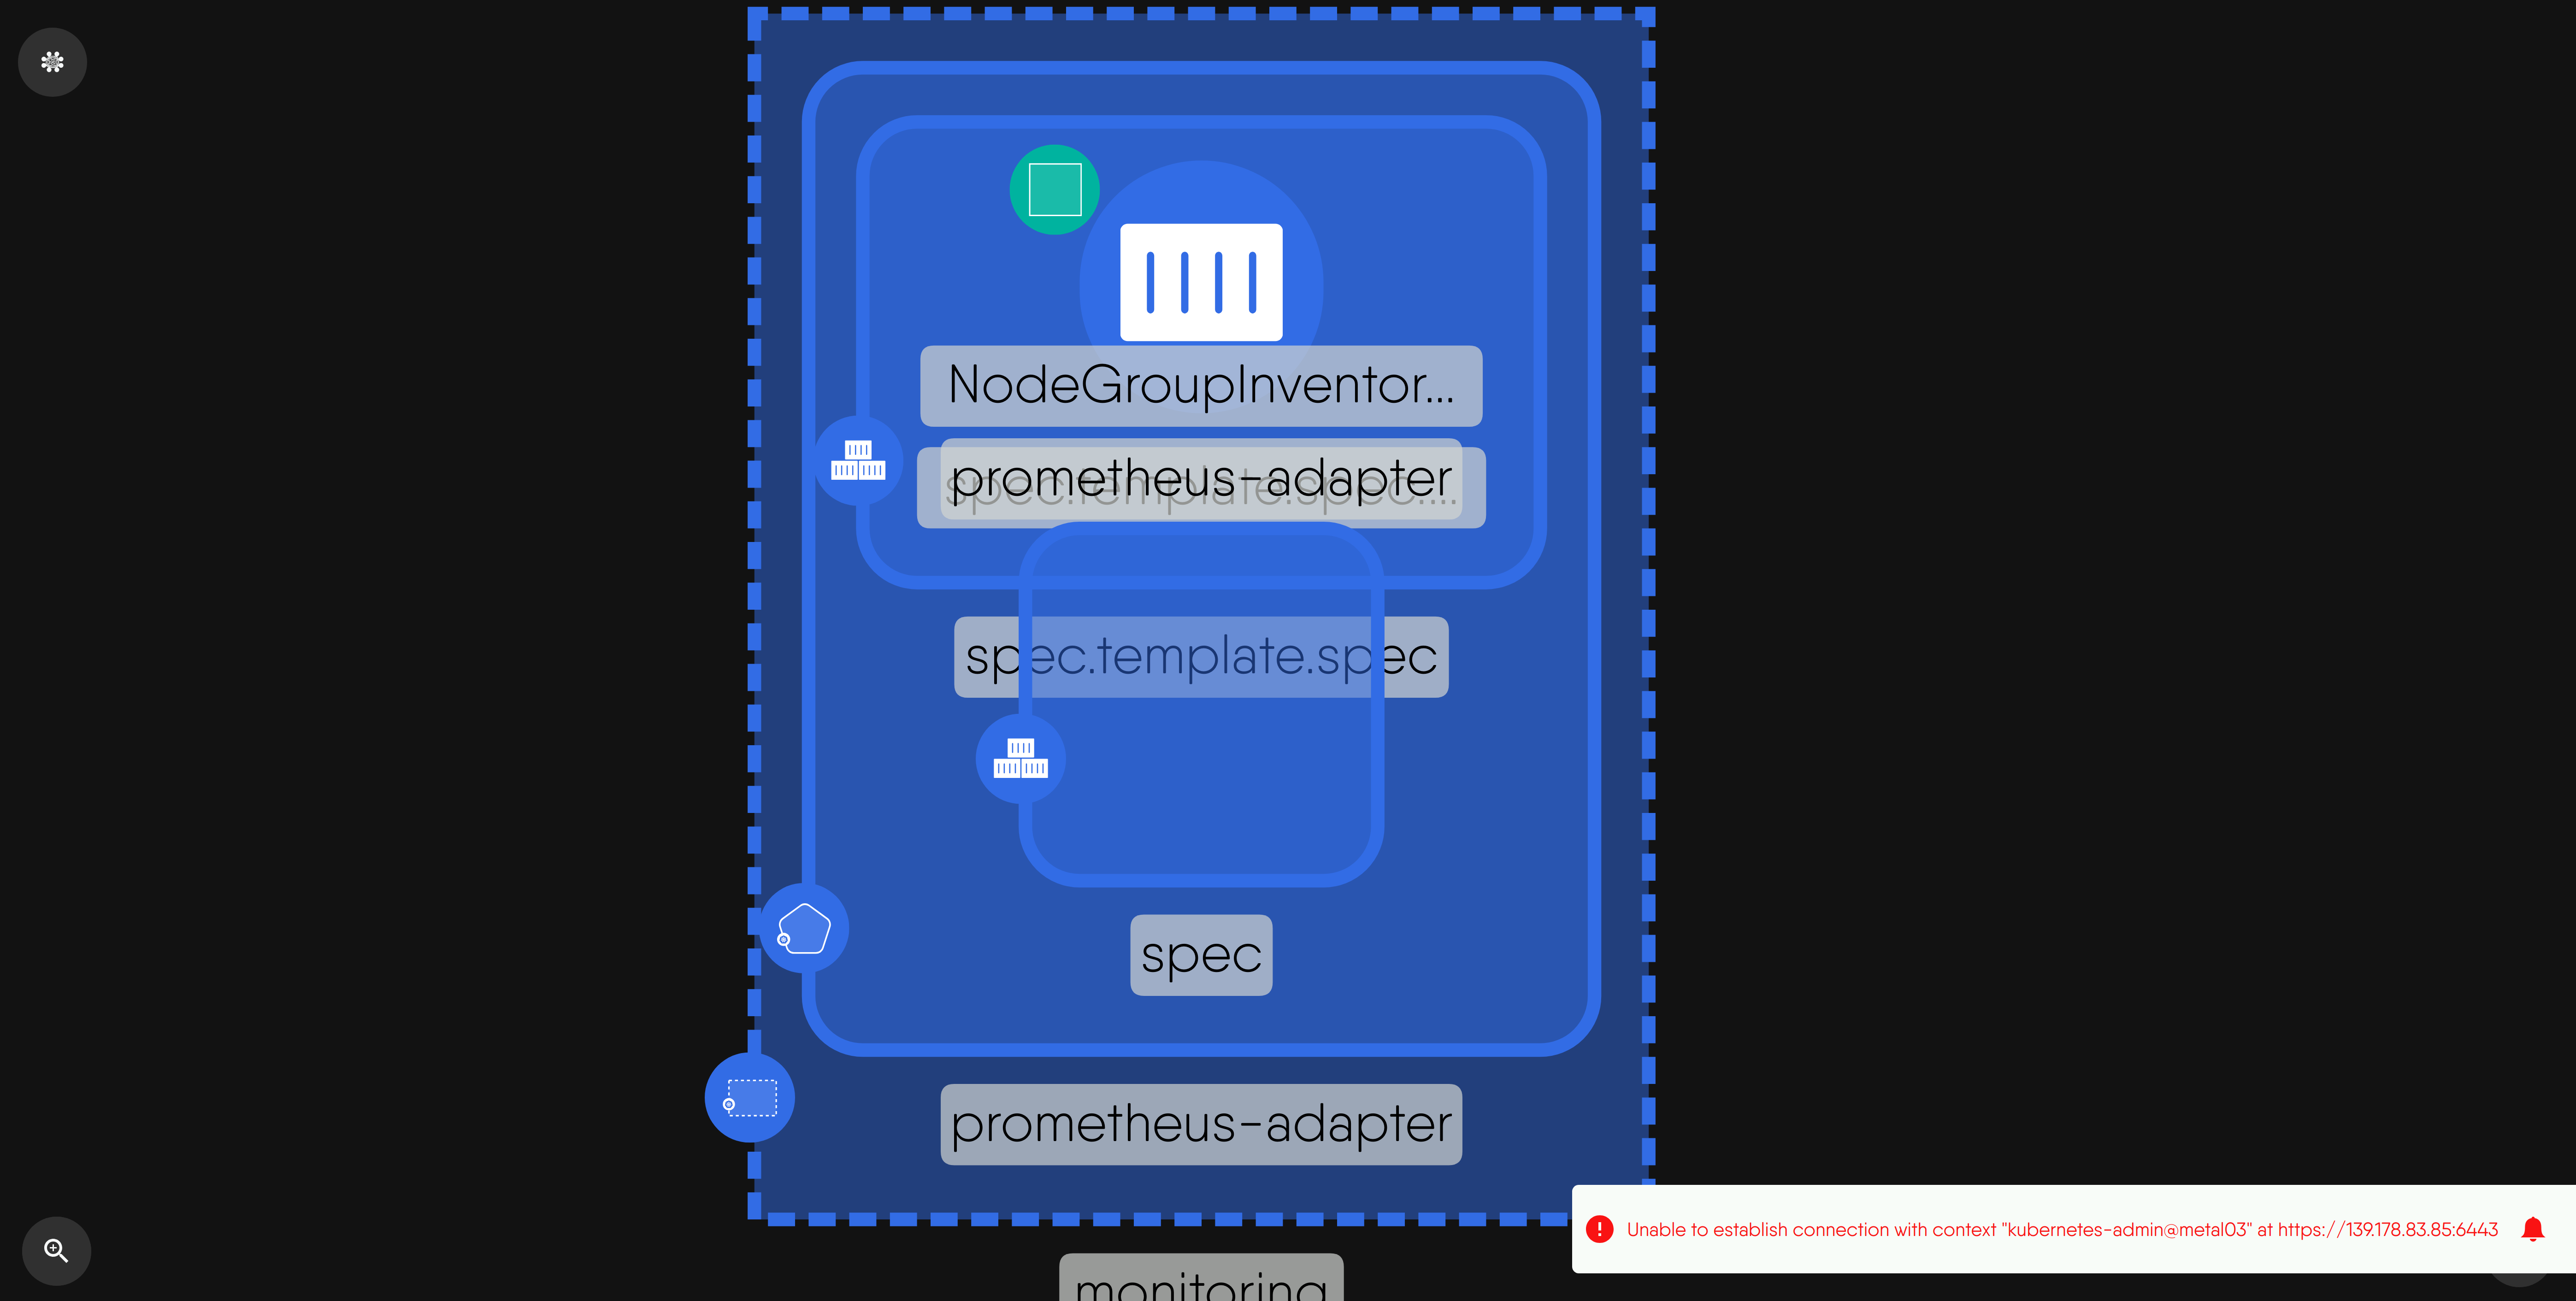 NodeGroupInventor...
prometheus-adapter
spec.template.spec....
spec.template.spec
spec
prometheus-adapter
Unable to establish connection with context "kubernetes-admin@metal03" at https://139.178.83.85:6443
monitoring